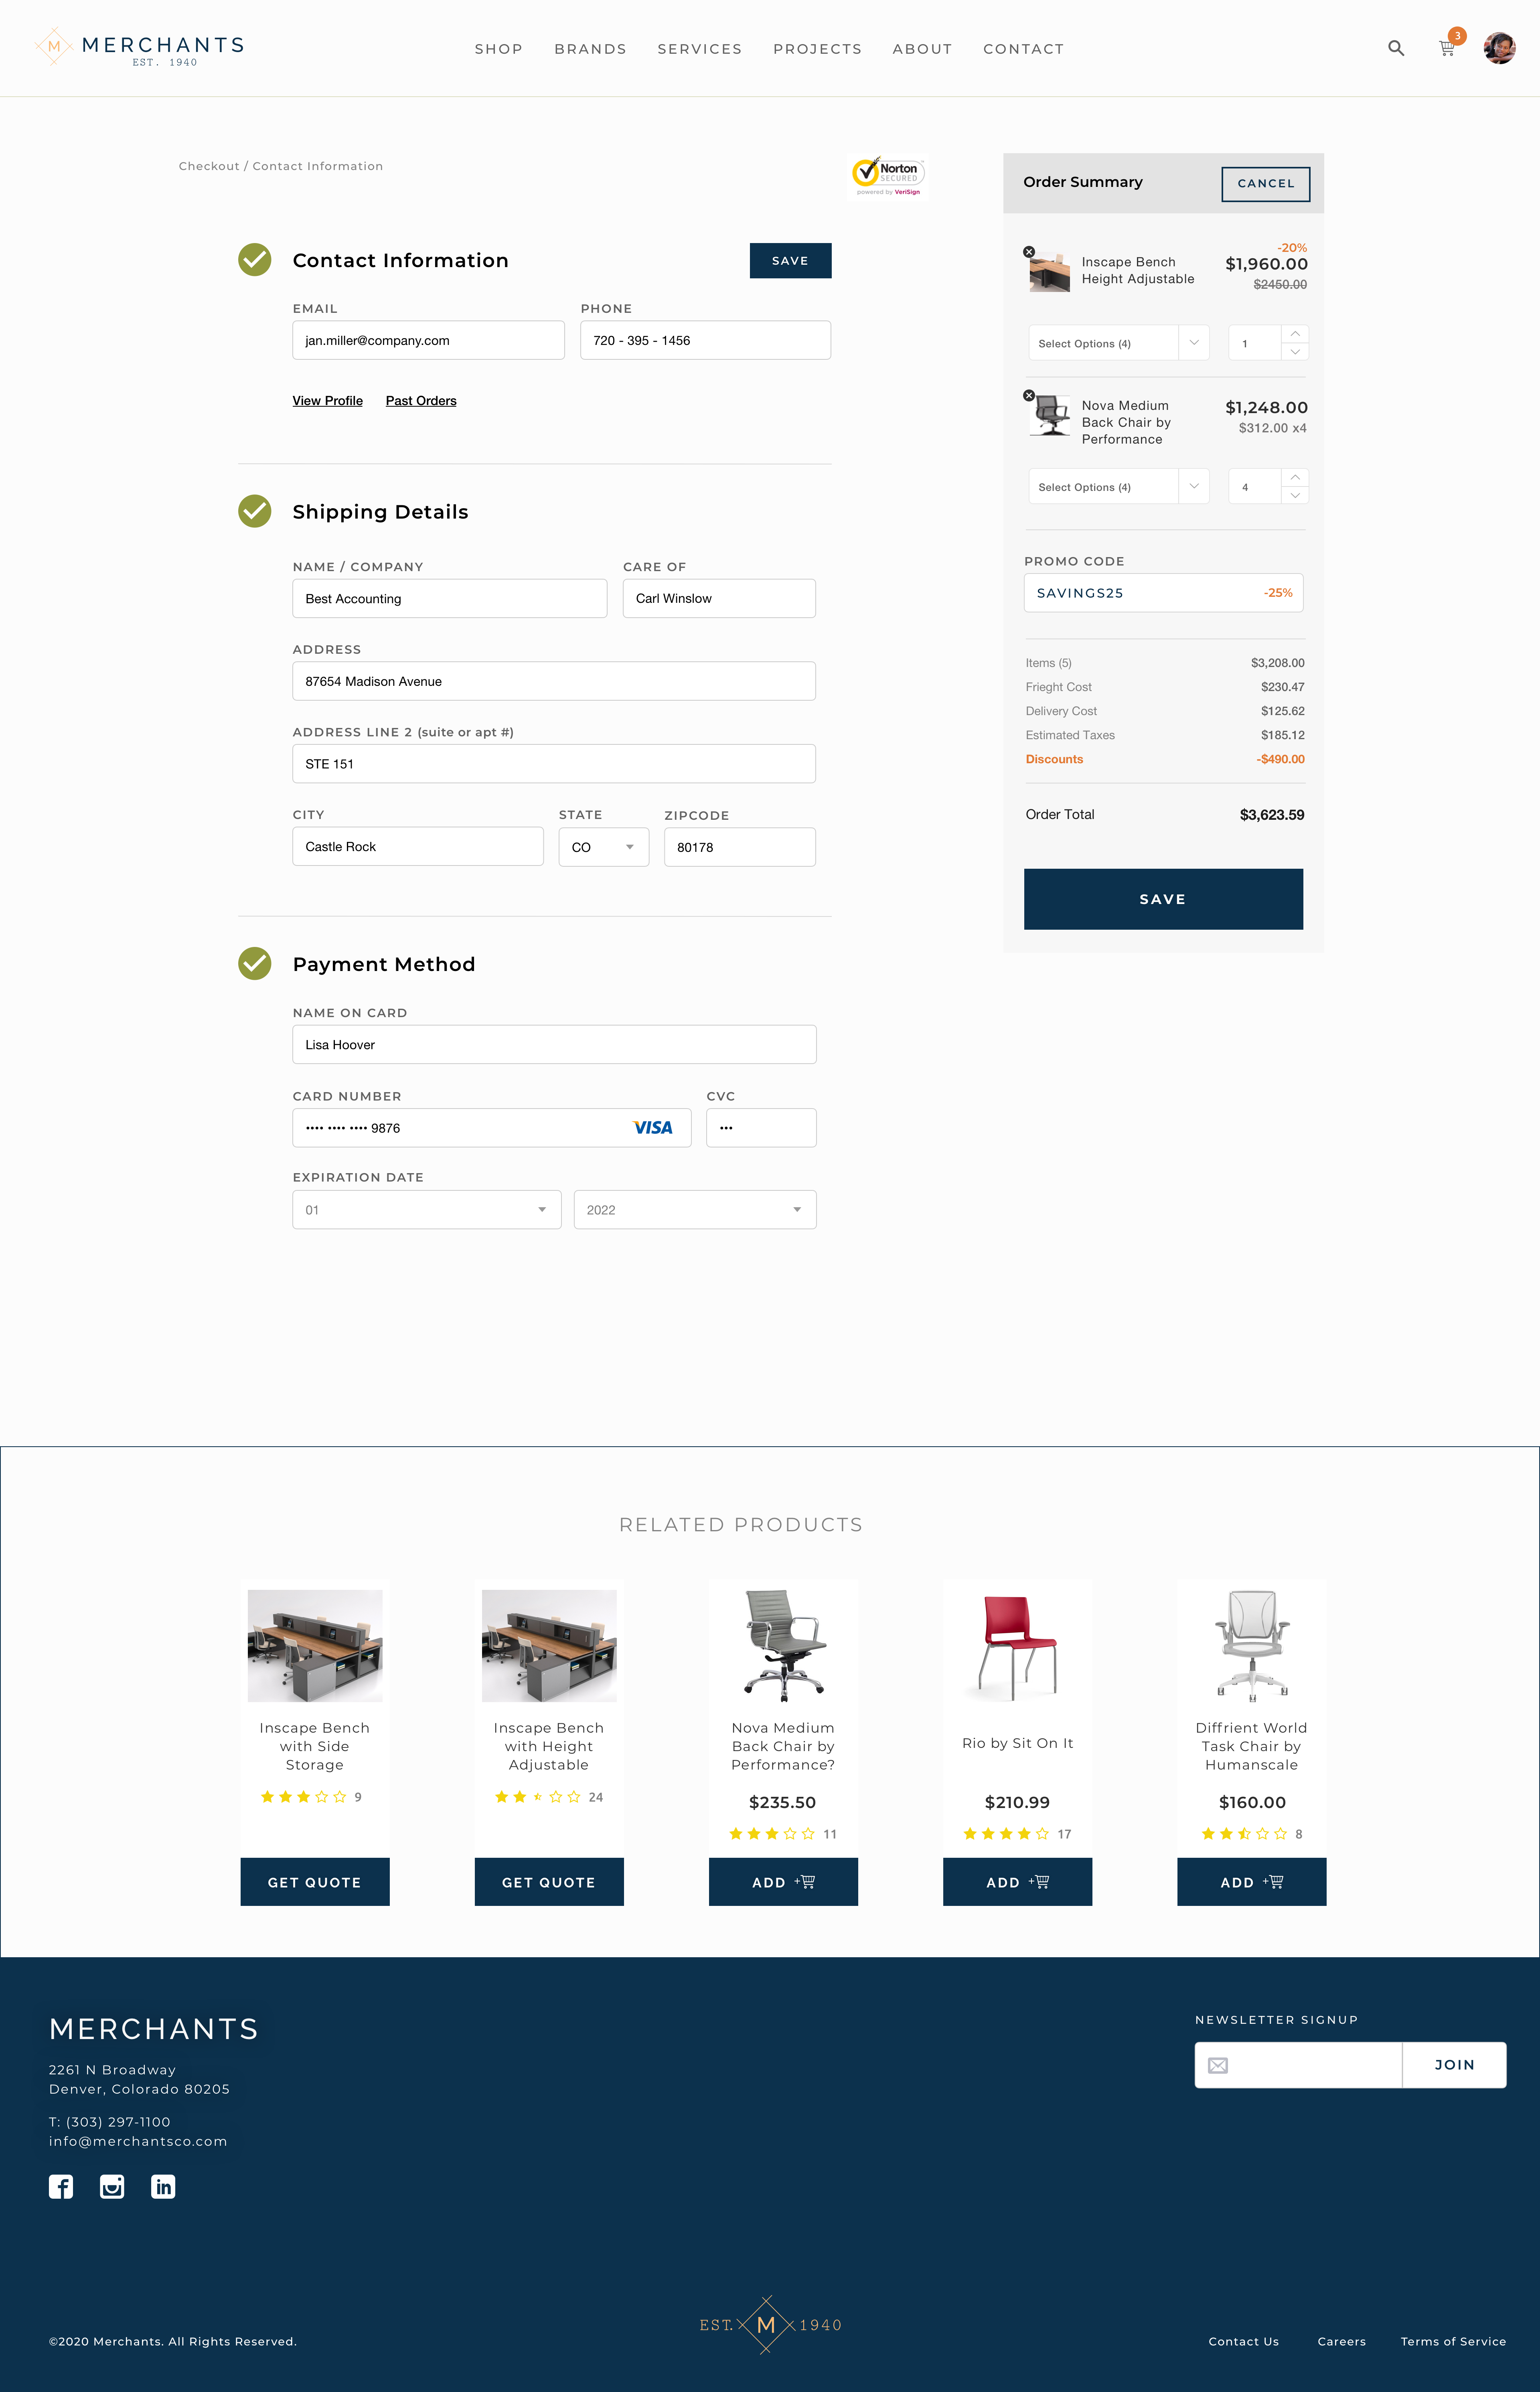 MERCHANTS
EST. 1940
SHOP BRANDS SERVICES PROJECTS ABOUT CONTACT
3
Checkout / Contact Information
Norton
SECURED
powered by VeriSign
Contact Information
SAVE
EMAIL PHONE
jan.miller@company.com 720 - 395 - 1456
View Profile Past Orders
Shipping Details
NAME / COMPANY CARE OF
Best Accounting Carl Winslow
ADDRESS
87654 Madison Avenue
ADDRESS LINE 2 (suite or apt #)
STE 151
CITY STATE ZIPCODE
Castle Rock CO 80178
Payment Method
NAME ON CARD
Lisa Hoover
CARD NUMBER CVC
•••• •••• •••• 9876 VISA •••
EXPIRATION DATE
01 2022
Order Summary CANCEL
-20%
Inscape Bench $1,960.00
Height Adjustable $2450.00
Select Options (4) 1
Nova Medium $1,248.00
Back Chair by $312.00 x4
Performance
Select Options (4) 4
PROMO CODE
SAVINGS25 -25%
Items (5) $3,208.00
Frieght Cost $230.47
Delivery Cost $125.62
Estimated Taxes $185.12
Discounts -$490.00
Order Total $3,623.59
SAVE
RELATED PRODUCTS
Inscape Bench
with Side
Storage
9
GET QUOTE
Inscape Bench
with Height
Adjustable
24
GET QUOTE
Nova Medium
Back Chair by
Performance?
$235.50
11
ADD +
Rio by Sit On It
$210.99
17
ADD +
Diffrient World
Task Chair by
Humanscale
$160.00
8
ADD +
MERCHANTS
2261 N Broadway
Denver, Colorado 80205
T: (303) 297-1100
info@merchantsco.com
NEWSLETTER SIGNUP
JOIN
EST. M 1940
©2020 Merchants. All Rights Reserved.
Contact Us Careers Terms of Service